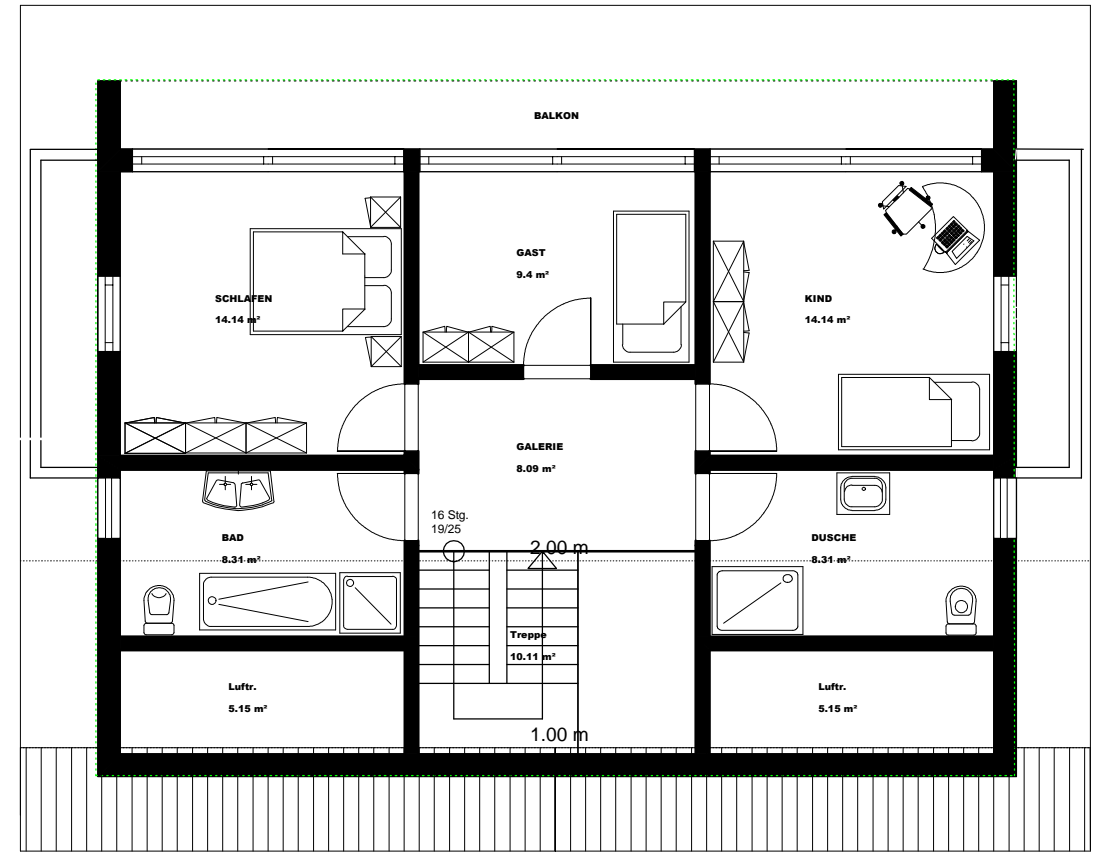 BALKON
GAST
9.4 m²
SCHLAFEN
14.14 m²
KIND
14.14 m²
GALERIE
8.09 m²
16 Stg.
19/25
BAD
8.31 m²
2.00 m
DUSCHE
8.31 m²
Treppe
10.11 m²
Luftr.
5.15 m²
Luftr.
5.15 m²
1.00 m